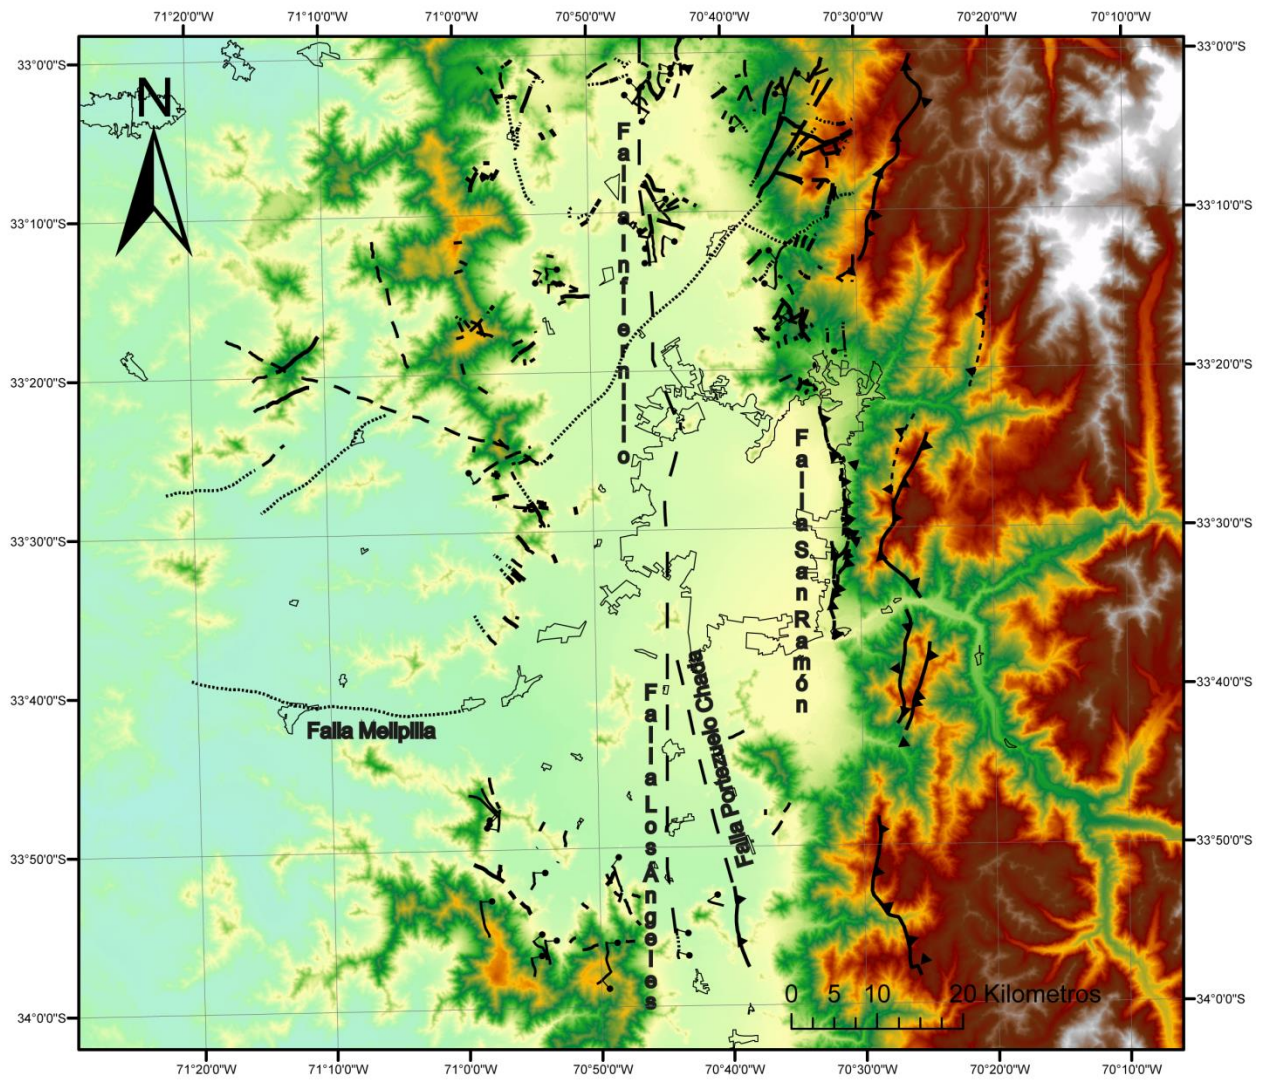 71°20'0"W 71°10'0"W 71°0'0"W 70°50'0"W 70°40'0"W 70°30'0"W 70°20'0"W 70°10'0"W
33°0'0"S 33°0'0"S
N
33°10'0"S 33°10'0"S
33°20'0"S 33°20'0"S
33°30'0"S 33°30'0"S
33°40'0"S 33°40'0"S
33°50'0"S 33°50'0"S
34°0'0"S 34°0'0"S
Falla Infiernillo
Falla San Ramón
Falla Los Angeles
Falla Portezuelo Chada
Falla Melipilla
0 5 10 20 Kilometros
71°20'0"W 71°10'0"W 71°0'0"W 70°50'0"W 70°40'0"W 70°30'0"W 70°20'0"W 70°10'0"W